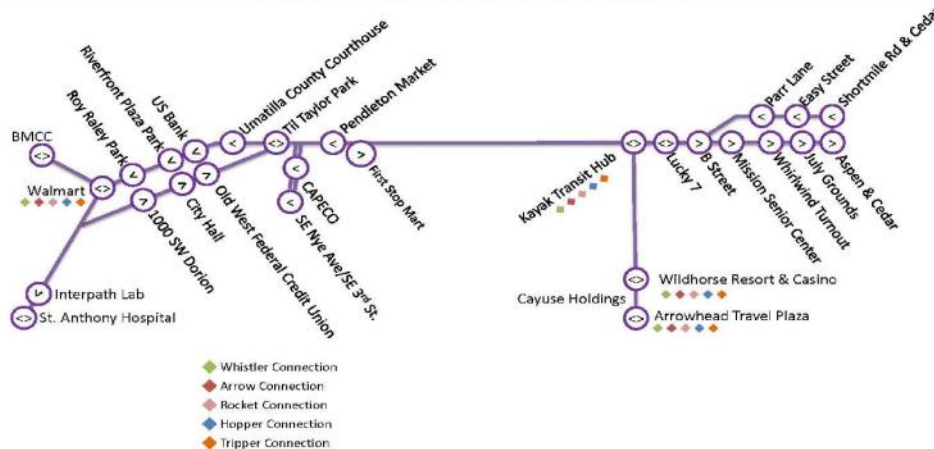 BMCC
Walmart
Roy Raley Park
Riverfront Plaza Park
US Bank
Umatilla County Courthouse
Til Taylor Park
Pendleton Market
First Stop Mart
CAPECO
SE Nye Ave/SE 3rd St.
Old West Federal Credit Union
City Hall
1000 SW Dorion
Interpath Lab
St. Anthony Hospital
Kayak Transit Hub
Lucky 7
B Street
Mission Senior Center
Whirlwind Turnout
July Grounds
Aspen & Cedar
Parr Lane
Easy Street
Shortmile Rd & Cedar
Wildhorse Resort & Casino
Cayuse Holdings
Arrowhead Travel Plaza
Whistler Connection
Arrow Connection
Rocket Connection
Hopper Connection
Tripper Connection